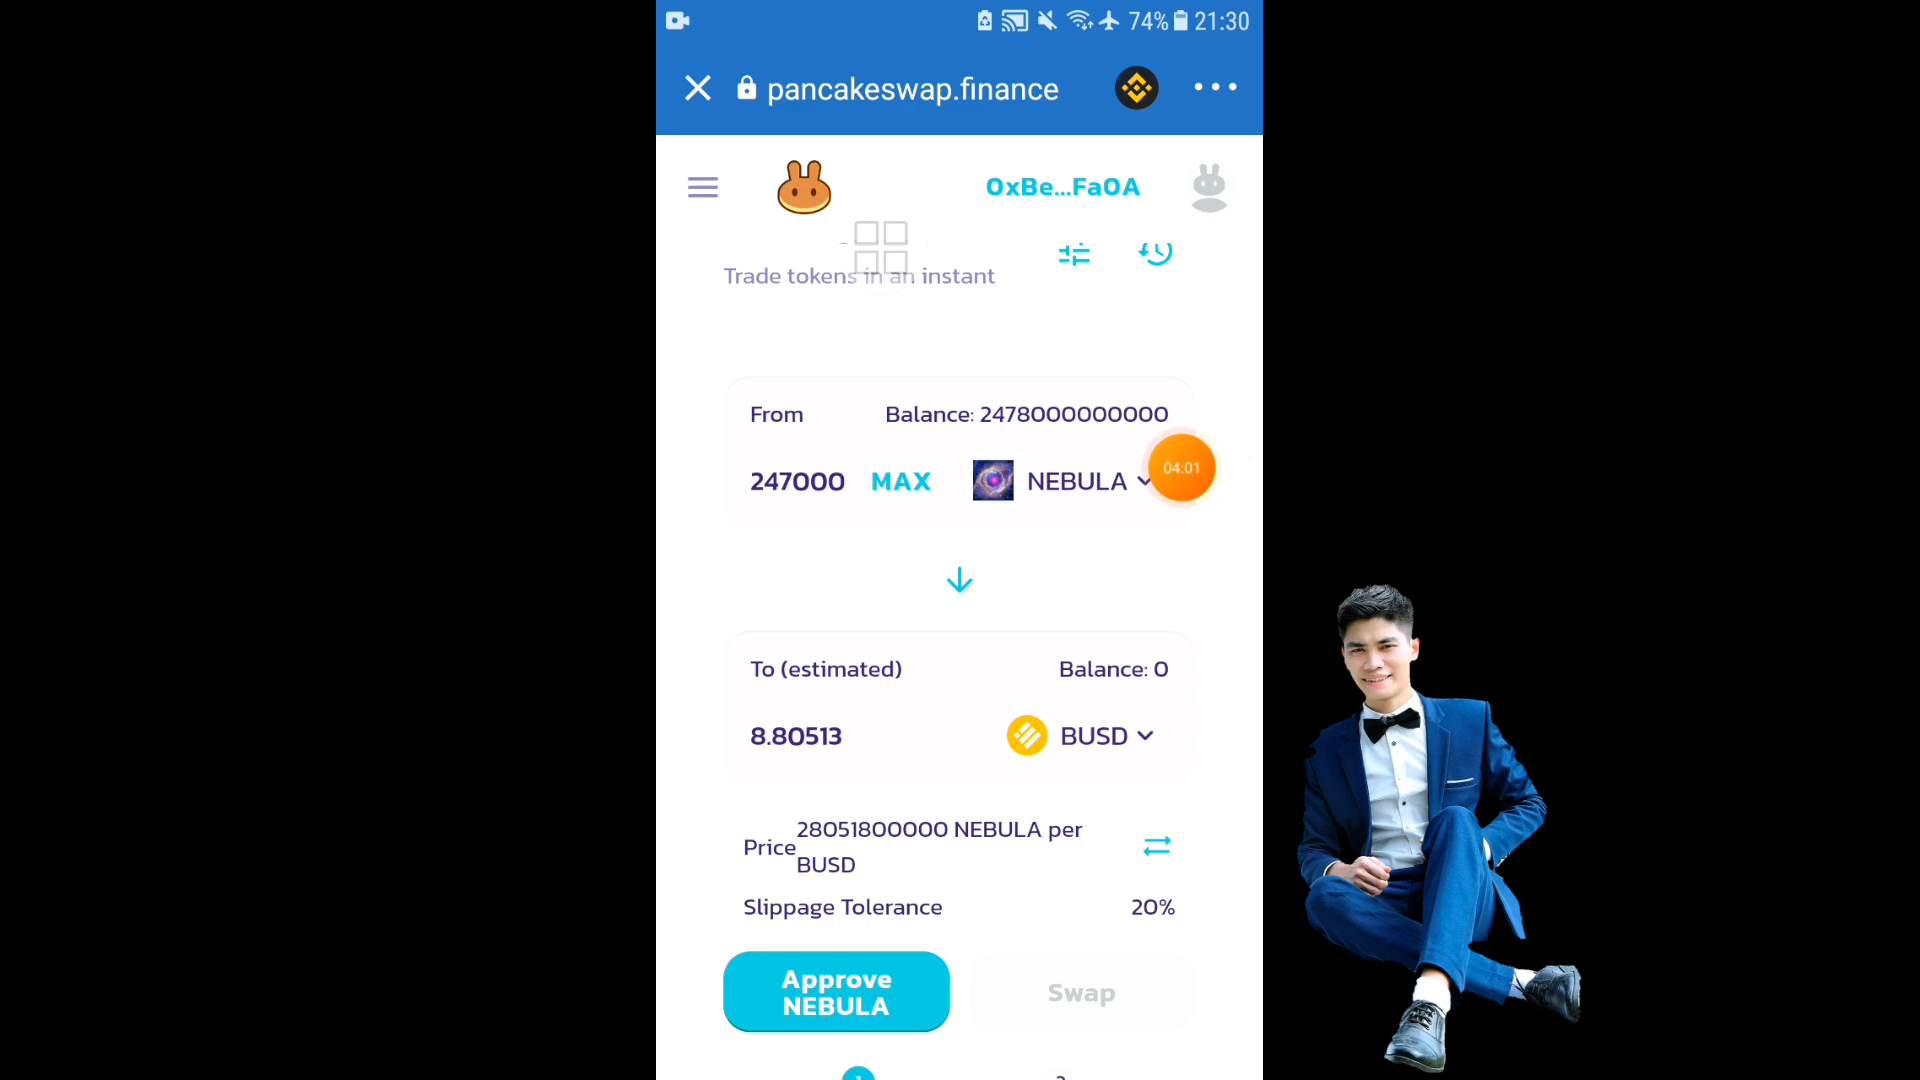 74% 21:30
pancakeswap.finance
0xBe...Fa0A
Trade tokens in an instant
From Balance: 2478000000000
247000 MAX NEBULA
04:01
To (estimated) Balance: 0
8.80513 BUSD
Price 28051800000 NEBULA per
BUSD
Slippage Tolerance 20%
Approve
NEBULA
Swap